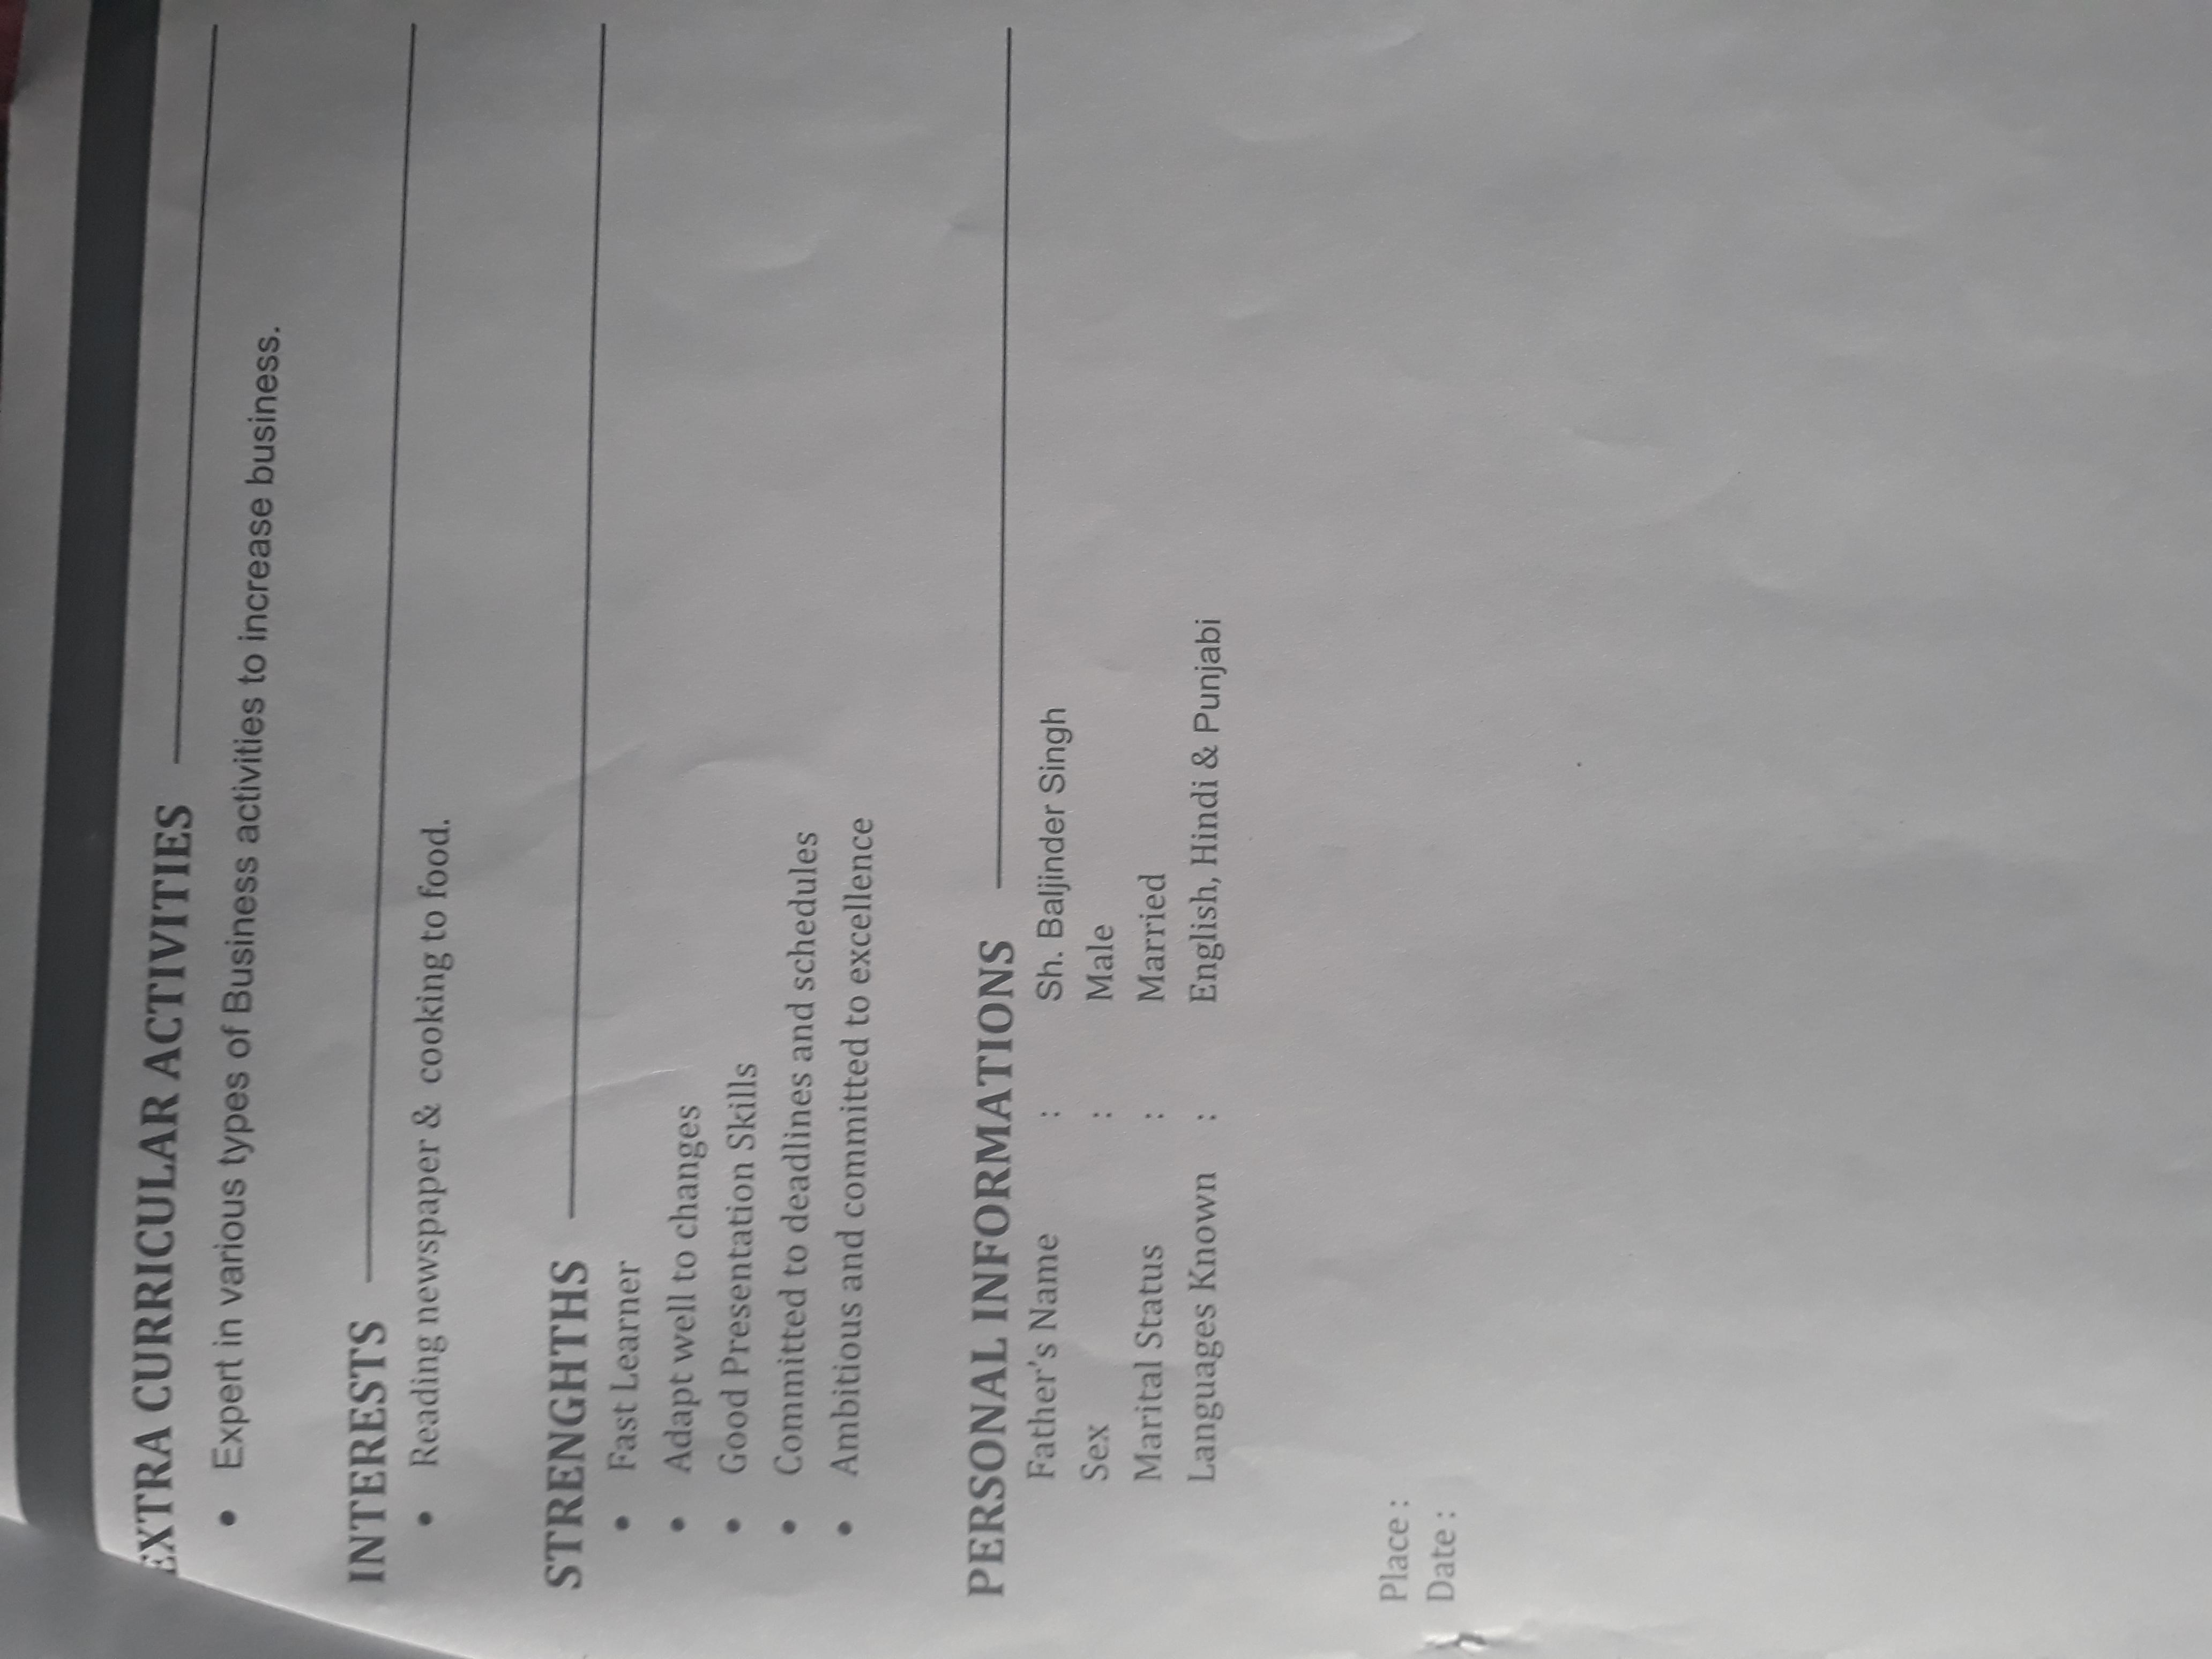 EXTRA CURRICULAR ACTIVITIES
• Expert in various types of Business activities to increase business.
INTERESTS
• Reading newspaper & cooking to food.
STRENGHTHS
• Fast Learner
• Adapt well to changes
• Good Presentation Skills
• Committed to deadlines and schedules
• Ambitious and committed to excellence
PERSONAL INFORMATIONS
Father's Name : Sh. Baljinder Singh
Sex : Male
Marital Status : Married
Languages Known : English, Hindi & Punjabi
Place :
Date :